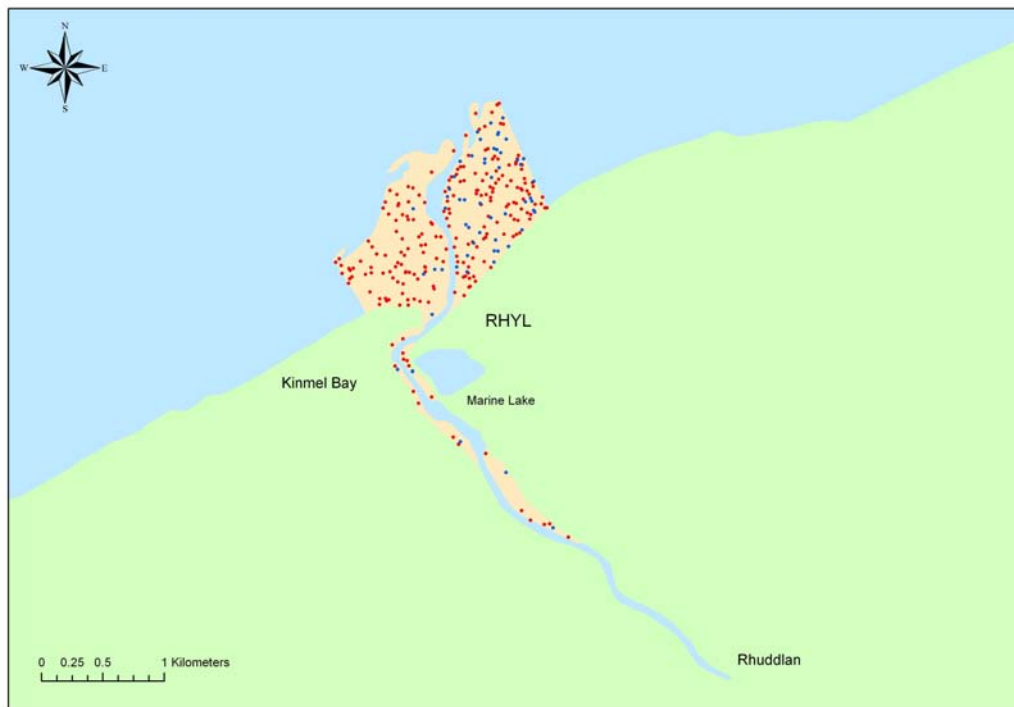 N
W E
S
RHYL
Kinmel Bay
Marine Lake
0 0.25 0.5 1 Kilometers
Rhuddlan